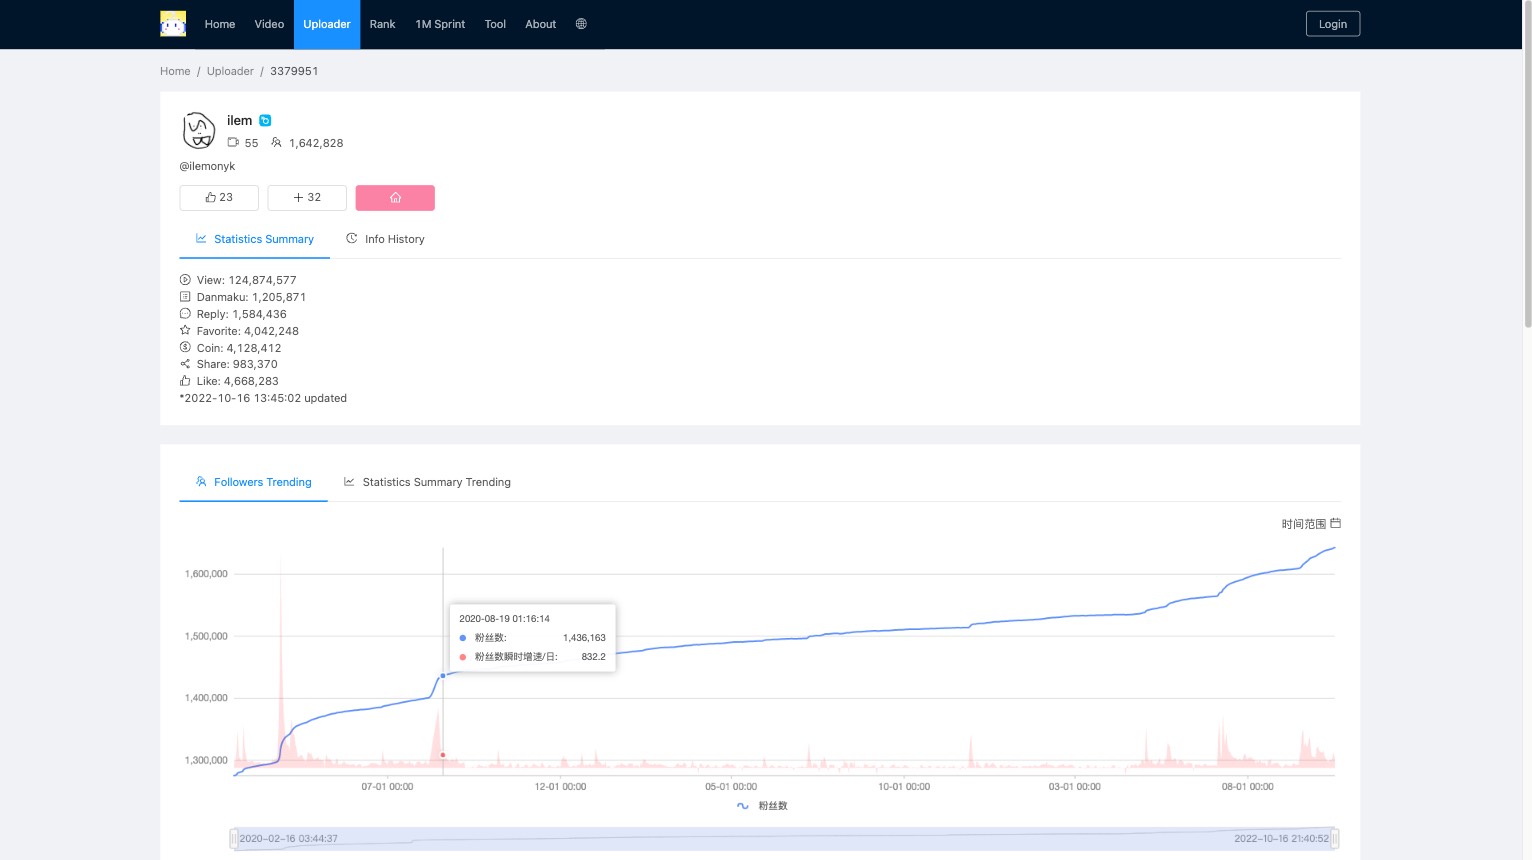 Home Video Uploader Rank 1M Sprint Tool About Login
Home / Uploader / 3379951
ilem
55 1,642,828
@ilemonyk
23 + 32
Statistics Summary Info History
View: 124,874,577
Danmaku: 1,205,871
Reply: 1,584,436
Favorite: 4,042,248
Coin: 4,128,412
Share: 983,370
Like: 4,668,283
*2022-10-16 13:45:02 updated
Followers Trending Statistics Summary Trending
时间范围
1,600,000
2020-08-19 01:16:14
1,500,000
粉丝数: 1,436,163
粉丝数瞬时增速/日: 832.2
1,400,000
1,300,000
07-01 00:00 12-01 00:00 05-01 00:00 10-01 00:00 03-01 00:00 08-01 00:00
粉丝数
2020-02-16 03:44:37 2022-10-16 21:40:52